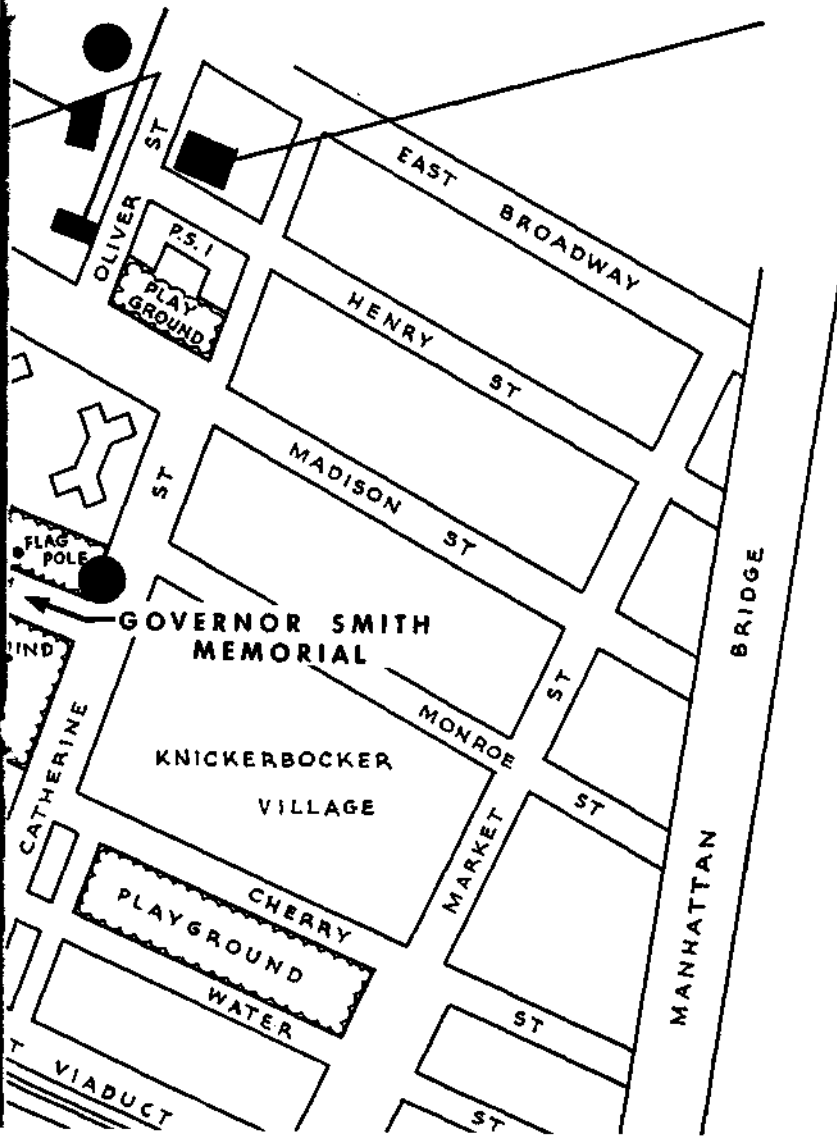 EAST BROADWAY
OLIVER ST
P.S. 1
PLAY
GROUND
HENRY ST
MADISON ST
FLAG
POLE
GOVERNOR SMITH
MEMORIAL
MONROE ST
KNICKERBOCKER
VILLAGE
CATHERINE ST
MARKET ST
MANHATTAN BRIDGE
CHERRY ST
PLAYGROUND
WATER ST
VIADUCT